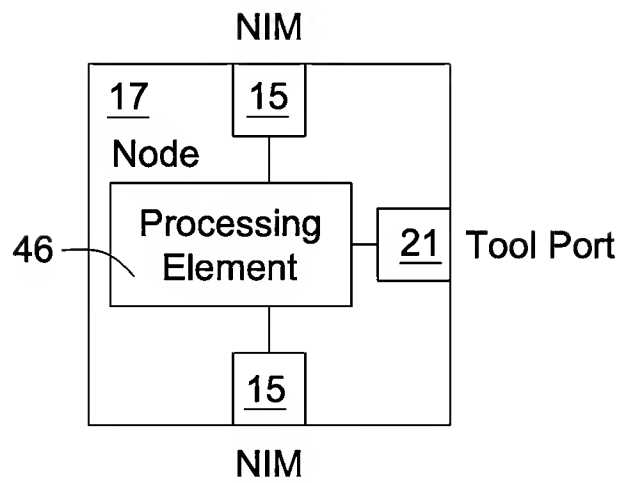 NIM
17
15
Node
Processing
Element
46
21
Tool Port
15
NIM